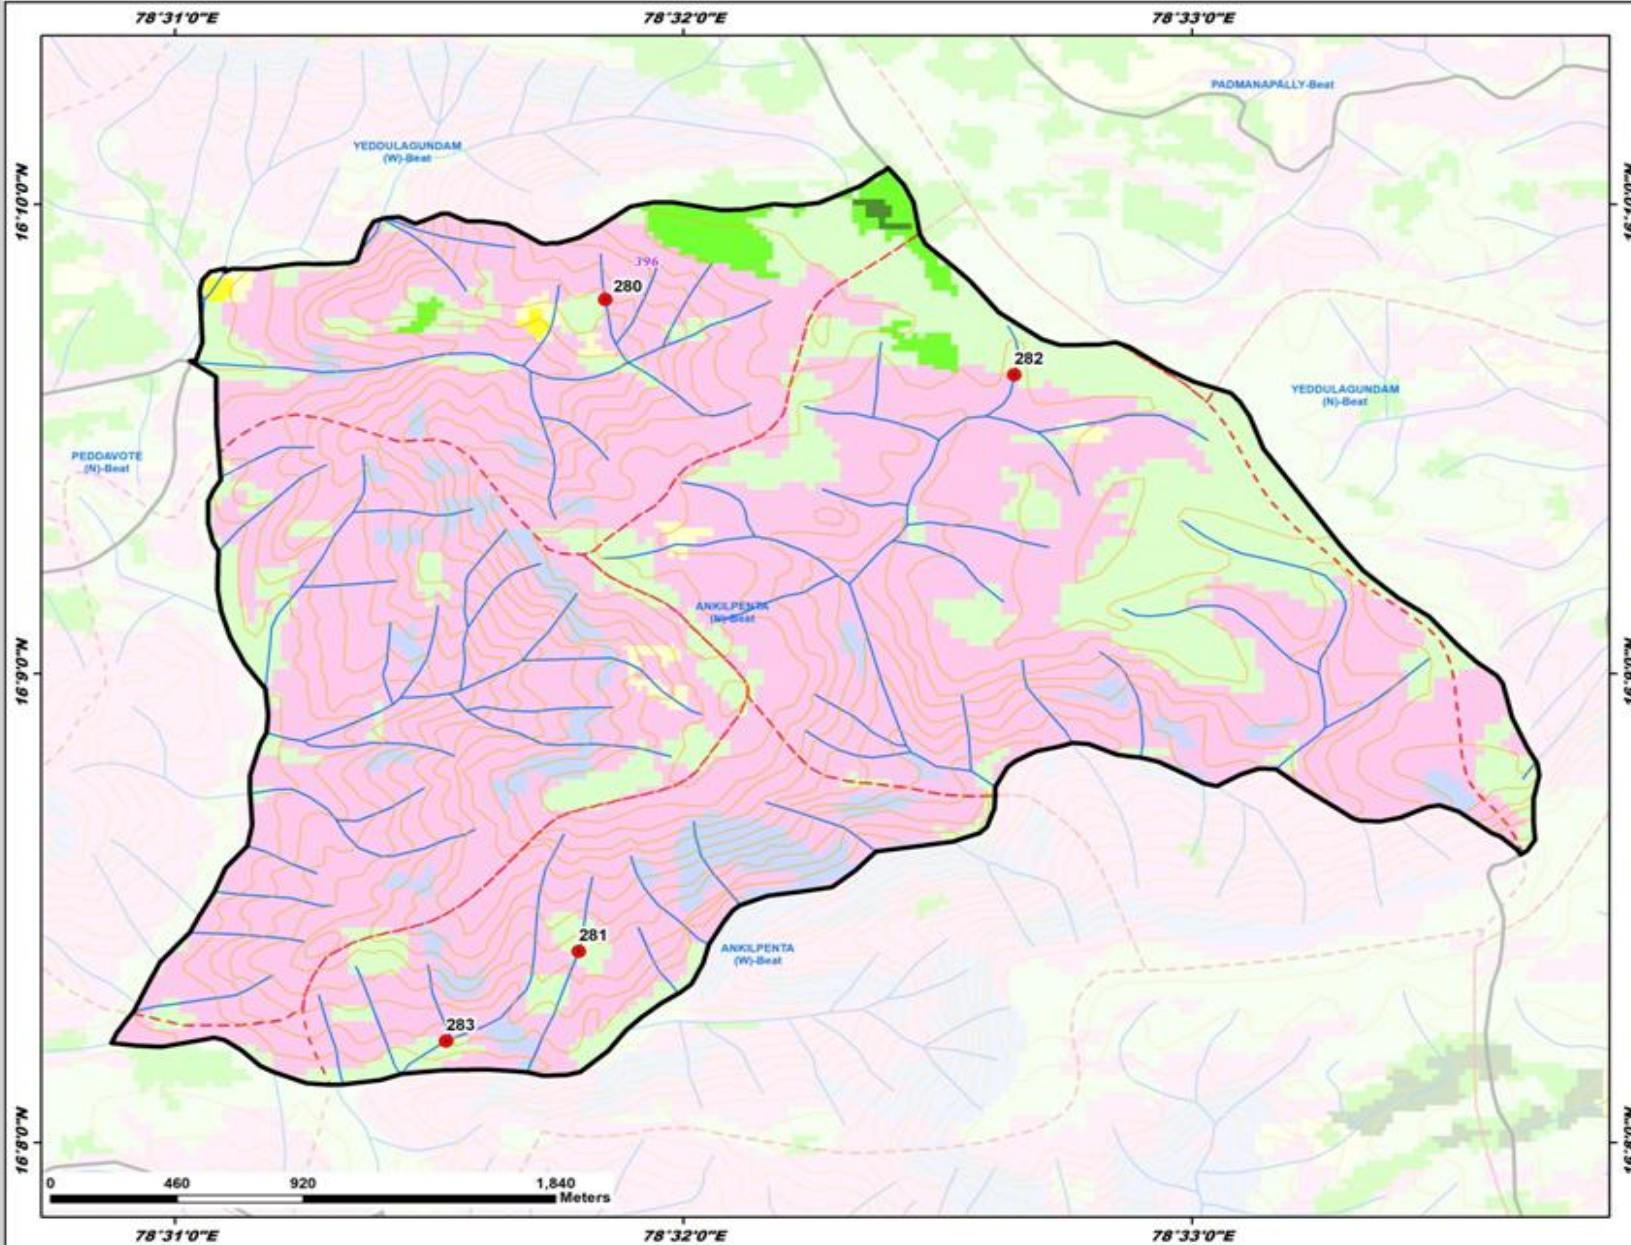 78°31'0"E
78°32'0"E
78°33'0"E
PADMANAPALLY-Beat
YEDDULAGUNDAM
(W)-Beat
16°10'0"N
16°10'0"N
396
280
282
YEDDULAGUNDAM
(N)-Beat
PEDDAVOTE
(N)-Beat
ANKILPENTA
(N)-Beat
16°9'0"N
16°9'0"N
281
ANKILPENTA
(W)-Beat
283
16°8'0"N
16°8'0"N
0 460 920 1,840
Meters
78°31'0"E
78°32'0"E
78°33'0"E